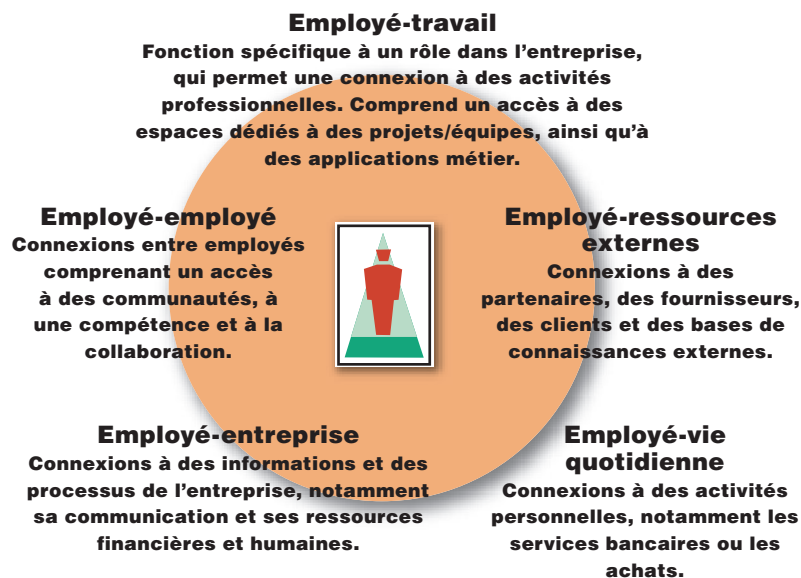 Employé-travail
Fonction spécifique à un rôle dans l’entreprise,
qui permet une connexion à des activités
professionnelles. Comprend un accès à des
espaces dédiés à des projets/équipes, ainsi qu’à
des applications métier.
Employé-employé
Connexions entre employés
comprenant un accès
à des communautés, à
une compétence et à la
collaboration.
Employé-ressources
externes
Connexions à des
partenaires, des fournisseurs,
des clients et des bases de
connaissances externes.
Employé-entreprise
Connexions à des informations et des
processus de l’entreprise, notamment
sa communication et ses ressources
financières et humaines.
Employé-vie
quotidienne
Connexions à des activités
personnelles, notamment les
services bancaires ou les
achats.